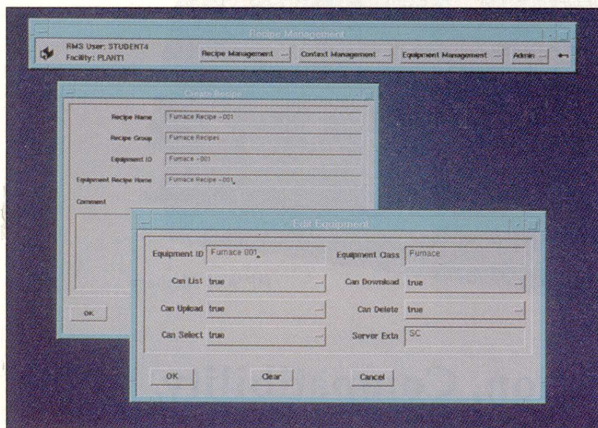 Recipe Management
RMS User: STUDENT4
Facility: PLANT1
Recipe Management
Context Management
Equipment Management
Admin
Create Recipe
Recipe Name
Furnace Recipe -001
Recipe Group
Furnace Recipes
Equipment ID
Furnace -001
Equipment Recipe Name
Furnace Recipe -001
Comment
OK
Edit Equipment
Equipment ID Furnace 001
Equipment Class Furnace
Can List true
Can Download true
Can Upload true
Can Delete true
Can Select true
Server Exta SC
OK
Clear
Cancel